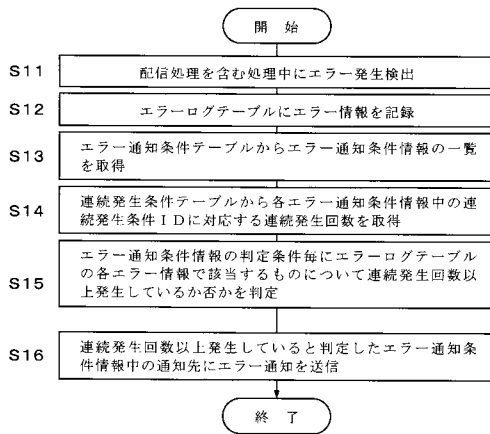 開 始
S11
配信処理を含む処理中にエラー発生検出
S12
エラーログテーブルにエラー情報を記録
S13
エラー通知条件テーブルからエラー通知条件情報の一覧
を取得
S14
連続発生条件テーブルから各エラー通知条件情報中の連
続発生条件IDに対応する連続発生回数を取得
S15
エラー通知条件情報の判定条件毎にエラーログテーブル
の各エラー情報で該当するものについて連続発生回数以
上発生しているか否かを判定
S16
連続発生回数以上発生していると判定したエラー通知条
件情報中の通知先にエラー通知を送信
終 了